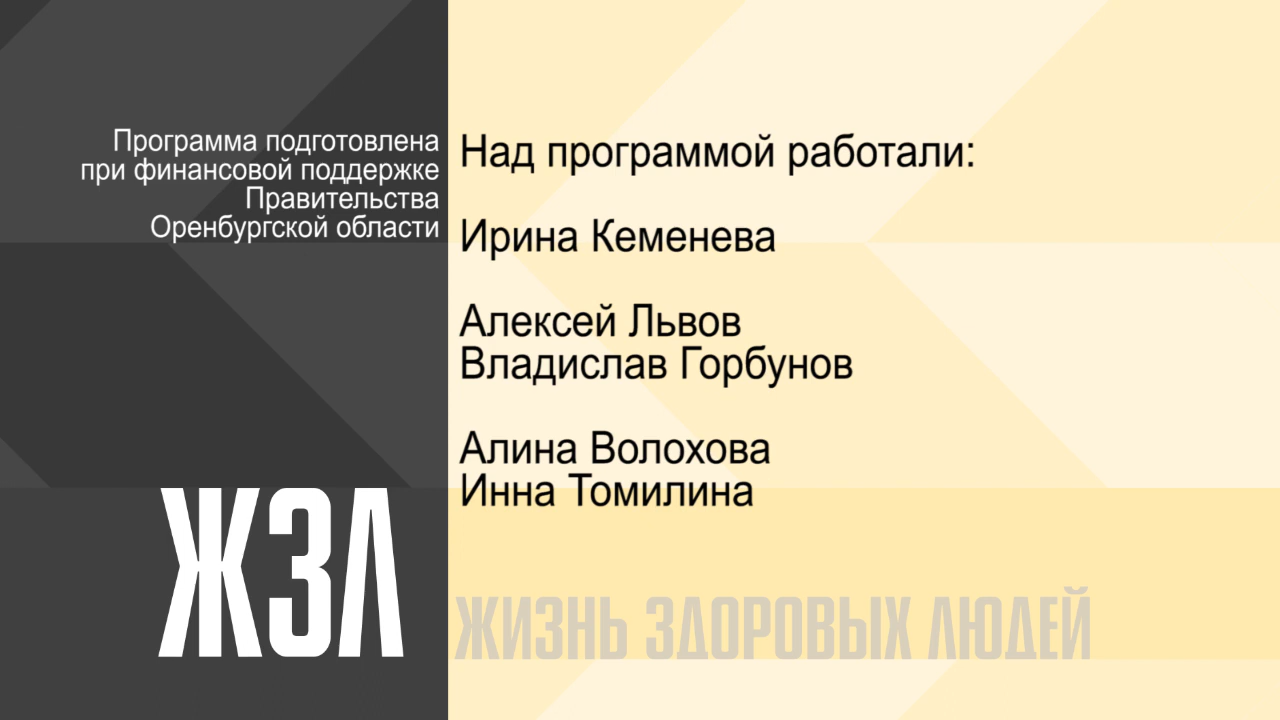 Программа подготовлена
при финансовой поддержке
Правительства
Оренбургской области
Над программой работали:
Ирина Кеменева
Алексей Львов
Владислав Горбунов
Алина Волохова
Инна Томилина
ЖЗЛ
ЖИЗНЬ ЗДОРОВЫХ ЛЮДЕЙ